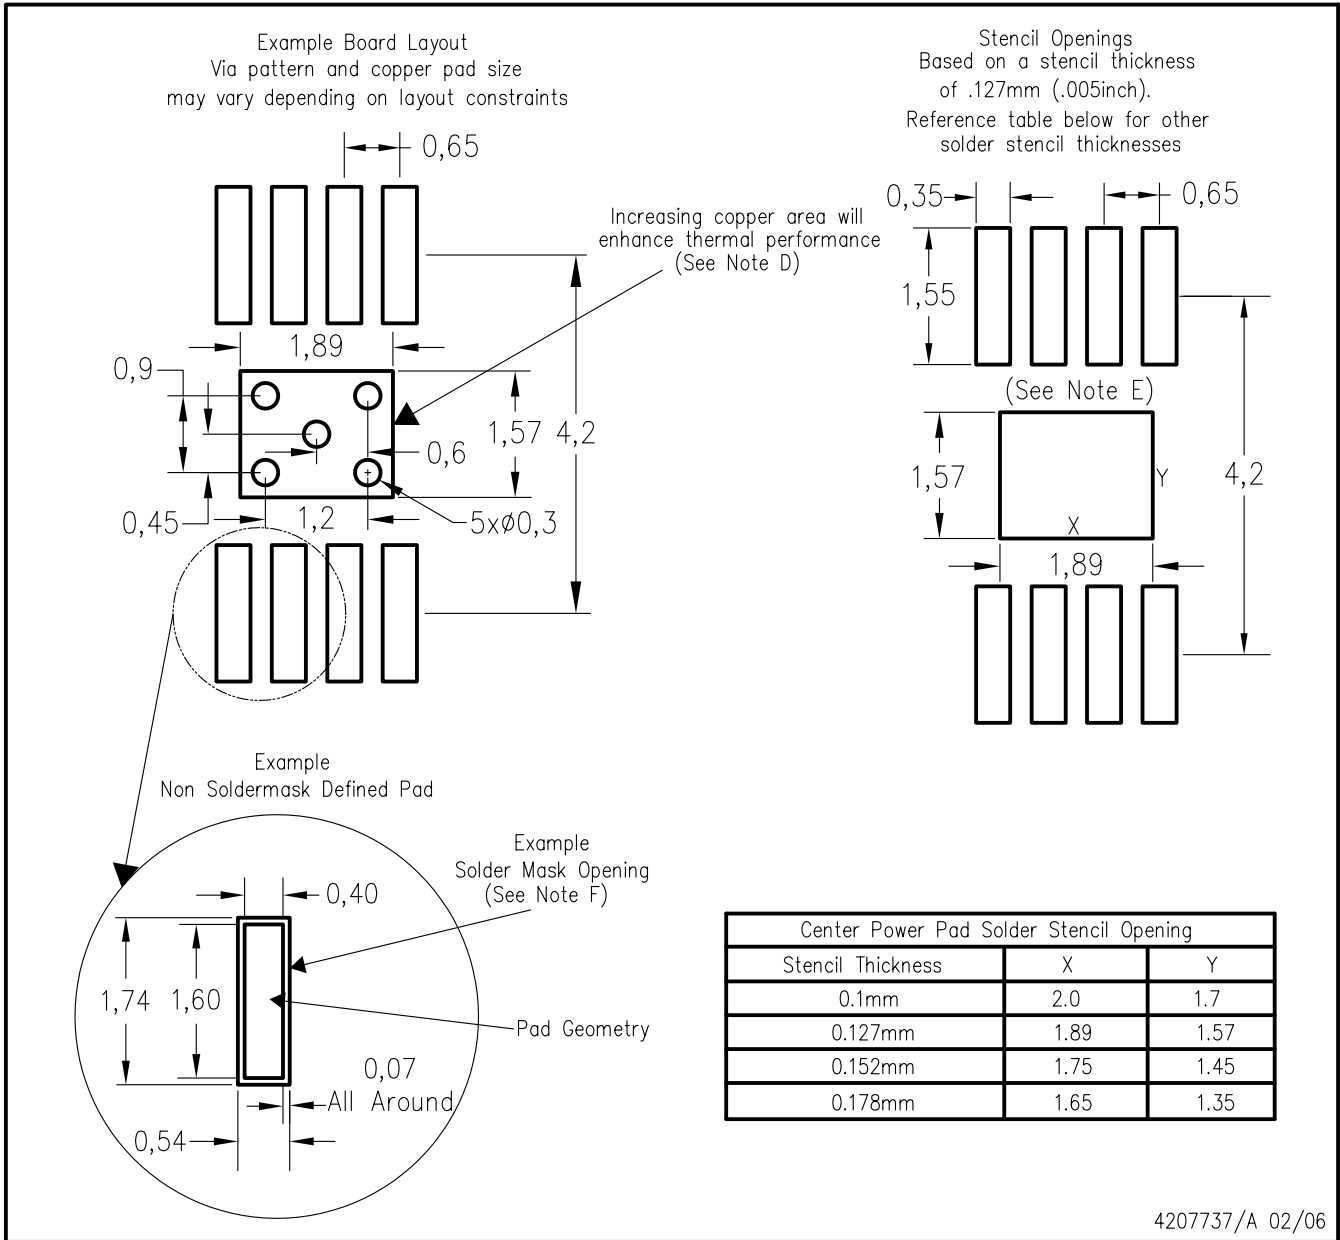 Example Board Layout
Via pattern and copper pad size
may vary depending on layout constraints
0,65
Increasing copper area will
enhance thermal performance
(See Note D)
1,89
0,9
1,57
4,2
0,6
0,45
1,2
5xø0,3
Stencil Openings
Based on a stencil thickness
of .127mm (.005inch).
Reference table below for other
solder stencil thicknesses
0,35
0,65
1,55
(See Note E)
1,57
Y
4,2
X
1,89
Example
Non Soldermask Defined Pad
Example
Solder Mask Opening
(See Note F)
0,40
1,74
1,60
Pad Geometry
0,07
All Around
0,54
Center Power Pad Solder Stencil Opening
Stencil Thickness X Y
0.1mm 2.0 1.7
0.127mm 1.89 1.57
0.152mm 1.75 1.45
0.178mm 1.65 1.35
4207737/A 02/06